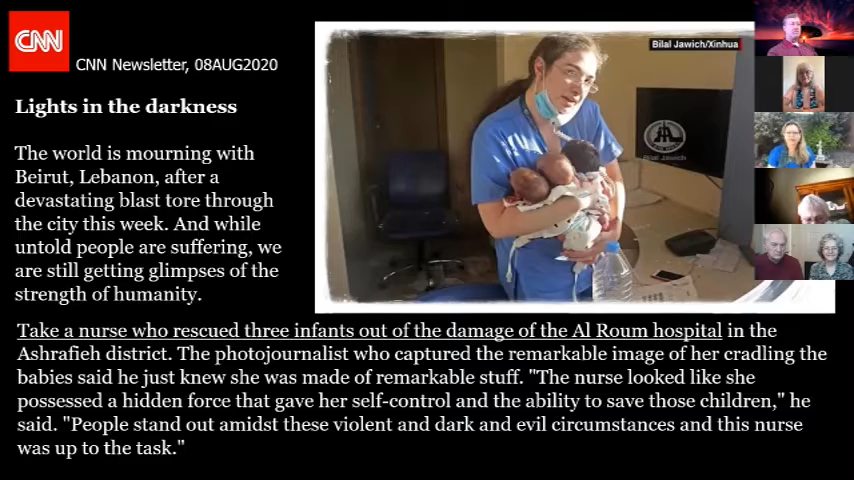 CNN
CNN Newsletter, 08AUG2020
Bilal Jawich/Xinhua
Lights in the darkness
Bilal Jawich
The world is mourning with
Beirut, Lebanon, after a
devastating blast tore through
the city this week. And while
untold people are suffering, we
are still getting glimpses of the
strength of humanity.
Take a nurse who rescued three infants out of the damage of the Al Roum hospital in the
Ashrafieh district. The photojournalist who captured the remarkable image of her cradling the
babies said he just knew she was made of remarkable stuff. "The nurse looked like she
possessed a hidden force that gave her self-control and the ability to save those children," he
said. "People stand out amidst these violent and dark and evil circumstances and this nurse
was up to the task."